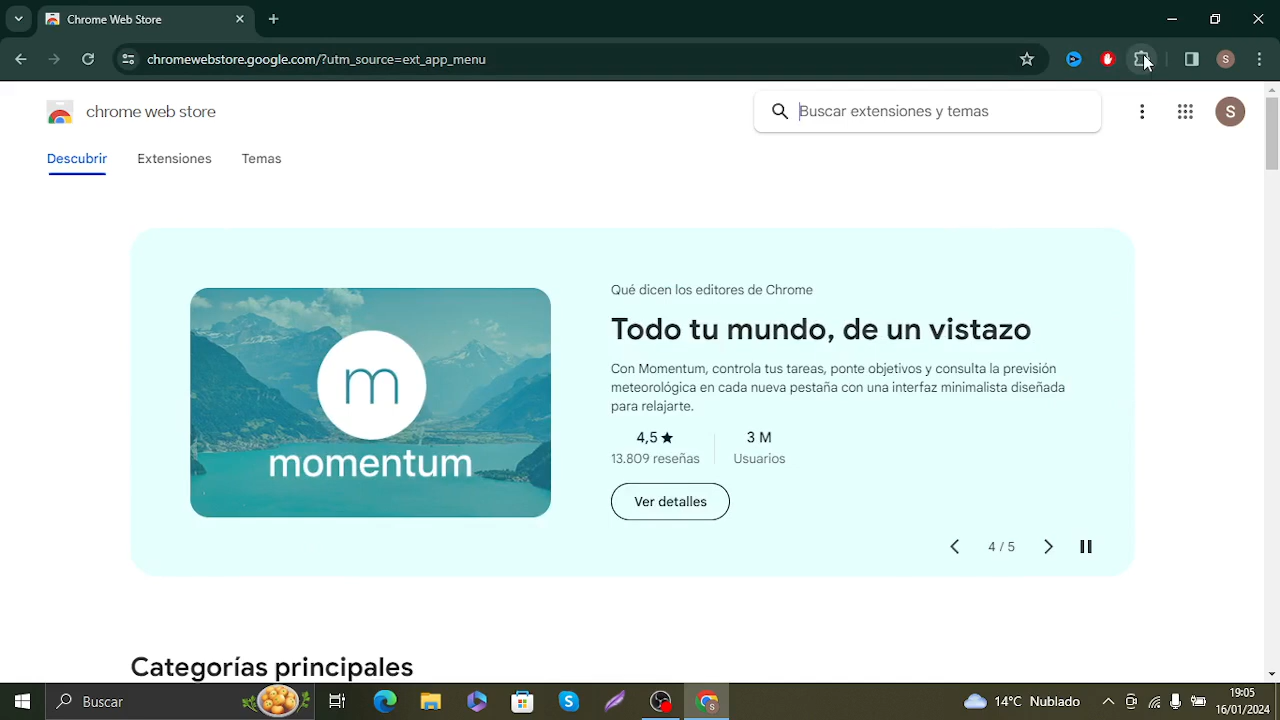 Chrome Web Store
chromewebstore.google.com/?utm_source=ext_app_menu
S
chrome web store
Buscar extensiones y temas
S
Descubrir
Extensiones
Temas
m
momentum
Qué dicen los editores de Chrome
Todo tu mundo, de un vistazo
Con Momentum, controla tus tareas, ponte objetivos y consulta la previsión
meteorológica en cada nueva pestaña con una interfaz minimalista diseñada
para relajarte.
4,5★
13.809 reseñas
3 M
Usuarios
Ver detalles
4 / 5
Categorías principales
Buscar
S
S
14°C Nublado
19:05
16/01/2024